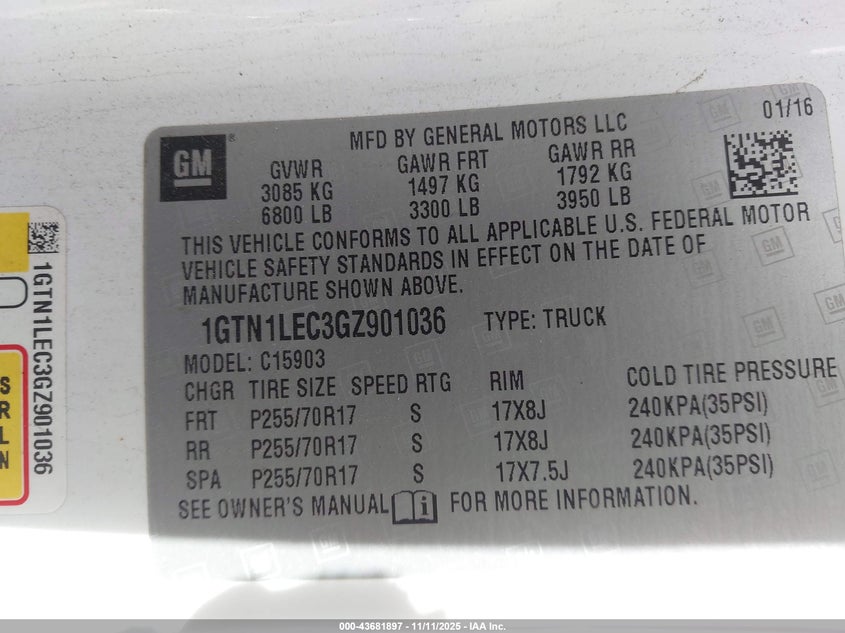 GM
®
MFD BY GENERAL MOTORS LLC
01/16
GVWR
3085 KG
6800 LB
GAWR FRT
1497 KG
3300 LB
GAWR RR
1792 KG
3950 LB
THIS VEHICLE CONFORMS TO ALL APPLICABLE U.S. FEDERAL MOTOR
VEHICLE SAFETY STANDARDS IN EFFECT ON THE DATE OF
MANUFACTURE SHOWN ABOVE.
1GTN1LEC3GZ901036 TYPE: TRUCK
MODEL: C15903
CHGR TIRE SIZE SPEED RTG RIM COLD TIRE PRESSURE
FRT P255/70R17 S 17X8J 240KPA(35PSI)
RR P255/70R17 S 17X8J 240KPA(35PSI)
SPA P255/70R17 S 17X7.5J 240KPA(35PSI)
SEE OWNER'S MANUAL i FOR MORE INFORMATION.
1GTN1LEC3GZ901036
S
R
L
N
000-43681897 - 11/11/2025 - IAA Inc.